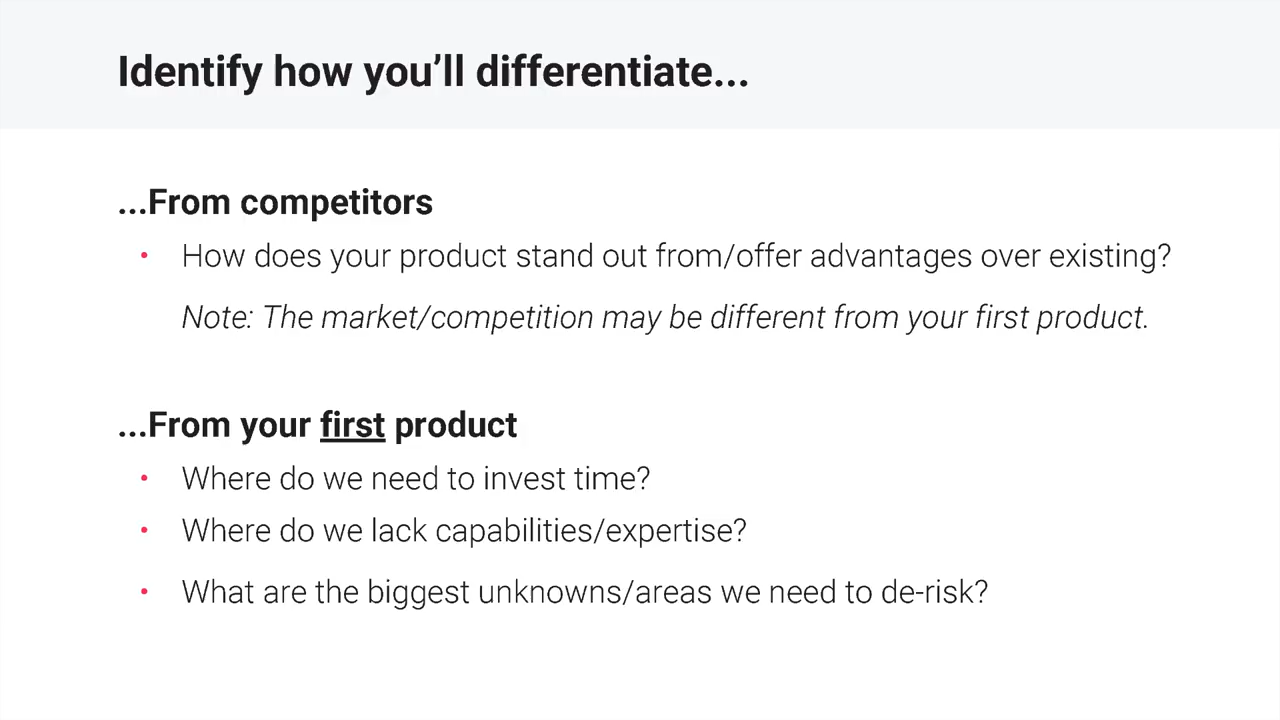 Identify how you’ll differentiate...
...From competitors
• How does your product stand out from/offer advantages over existing?
Note: The market/competition may be different from your first product.
...From your first product
• Where do we need to invest time?
• Where do we lack capabilities/expertise?
• What are the biggest unknowns/areas we need to de-risk?